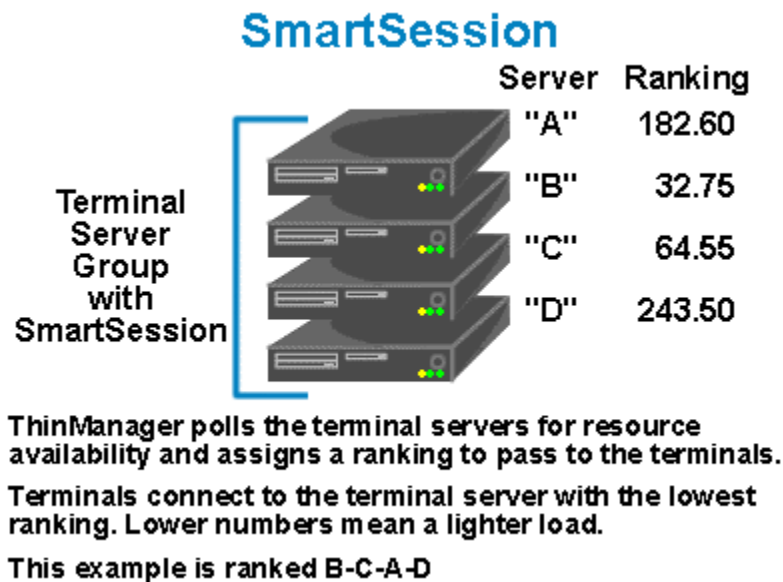 SmartSession
Server Ranking
"A" 182.60
"B" 32.75
"C" 64.55
"D" 243.50
Terminal
Server
Group
with
SmartSession
ThinManager polls the terminal servers for resource
availability and assigns a ranking to pass to the terminals.
Terminals connect to the terminal server with the lowest
ranking. Lower numbers mean a lighter load.
This example is ranked B-C-A-D